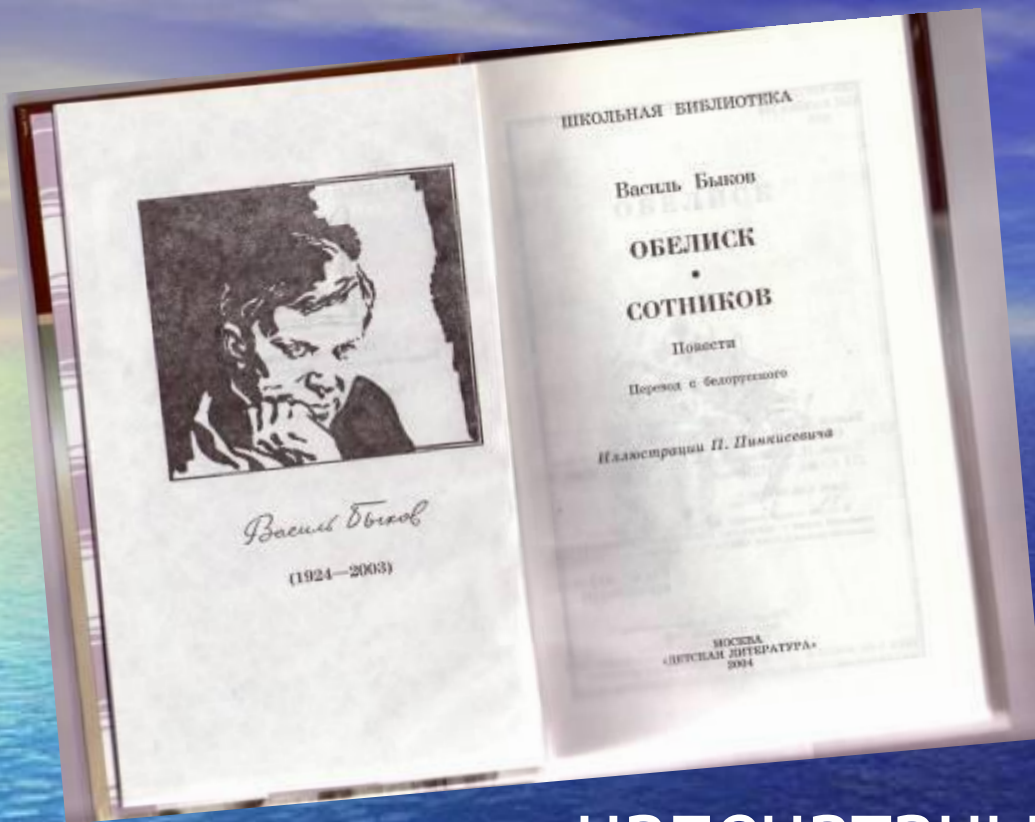 Василь Быков
(1924—2003)
ШКОЛЬНАЯ БИБЛИОТЕКА
Василь Быков
ОБЕЛИСК
•
СОТНИКОВ
Повести
Перевод с белорусского
Иллюстрации П. Пинкисевича
МОСКВА
«ДЕТСКАЯ ЛИТЕРАТУРА»
2004